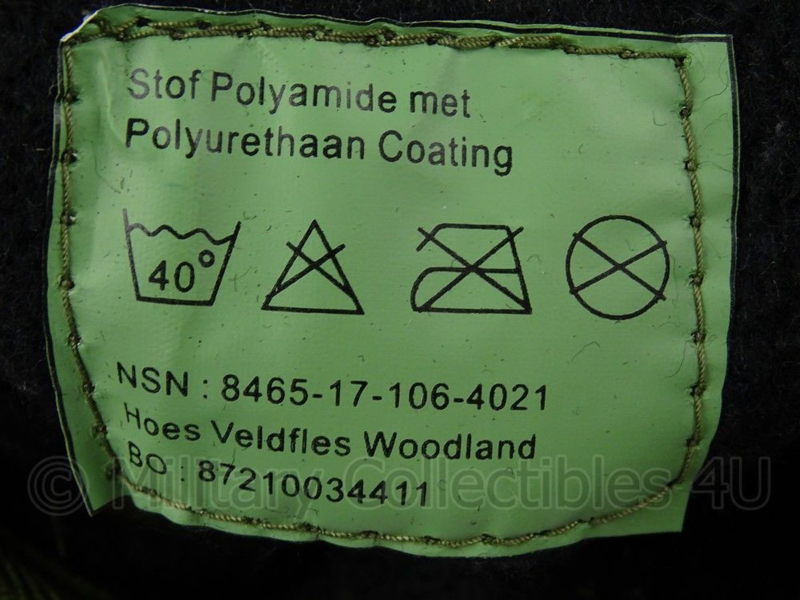 Stof Polyamide met
Polyurethaan Coating
40°
NSN : 8465-17-106-4021
Hoes Veldfles Woodland
BO : 87210034411
© Military Collectibles 4U